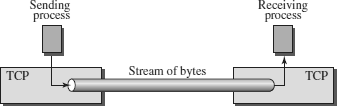 Sending
process
Receiving
process
TCP
Stream of bytes
TCP